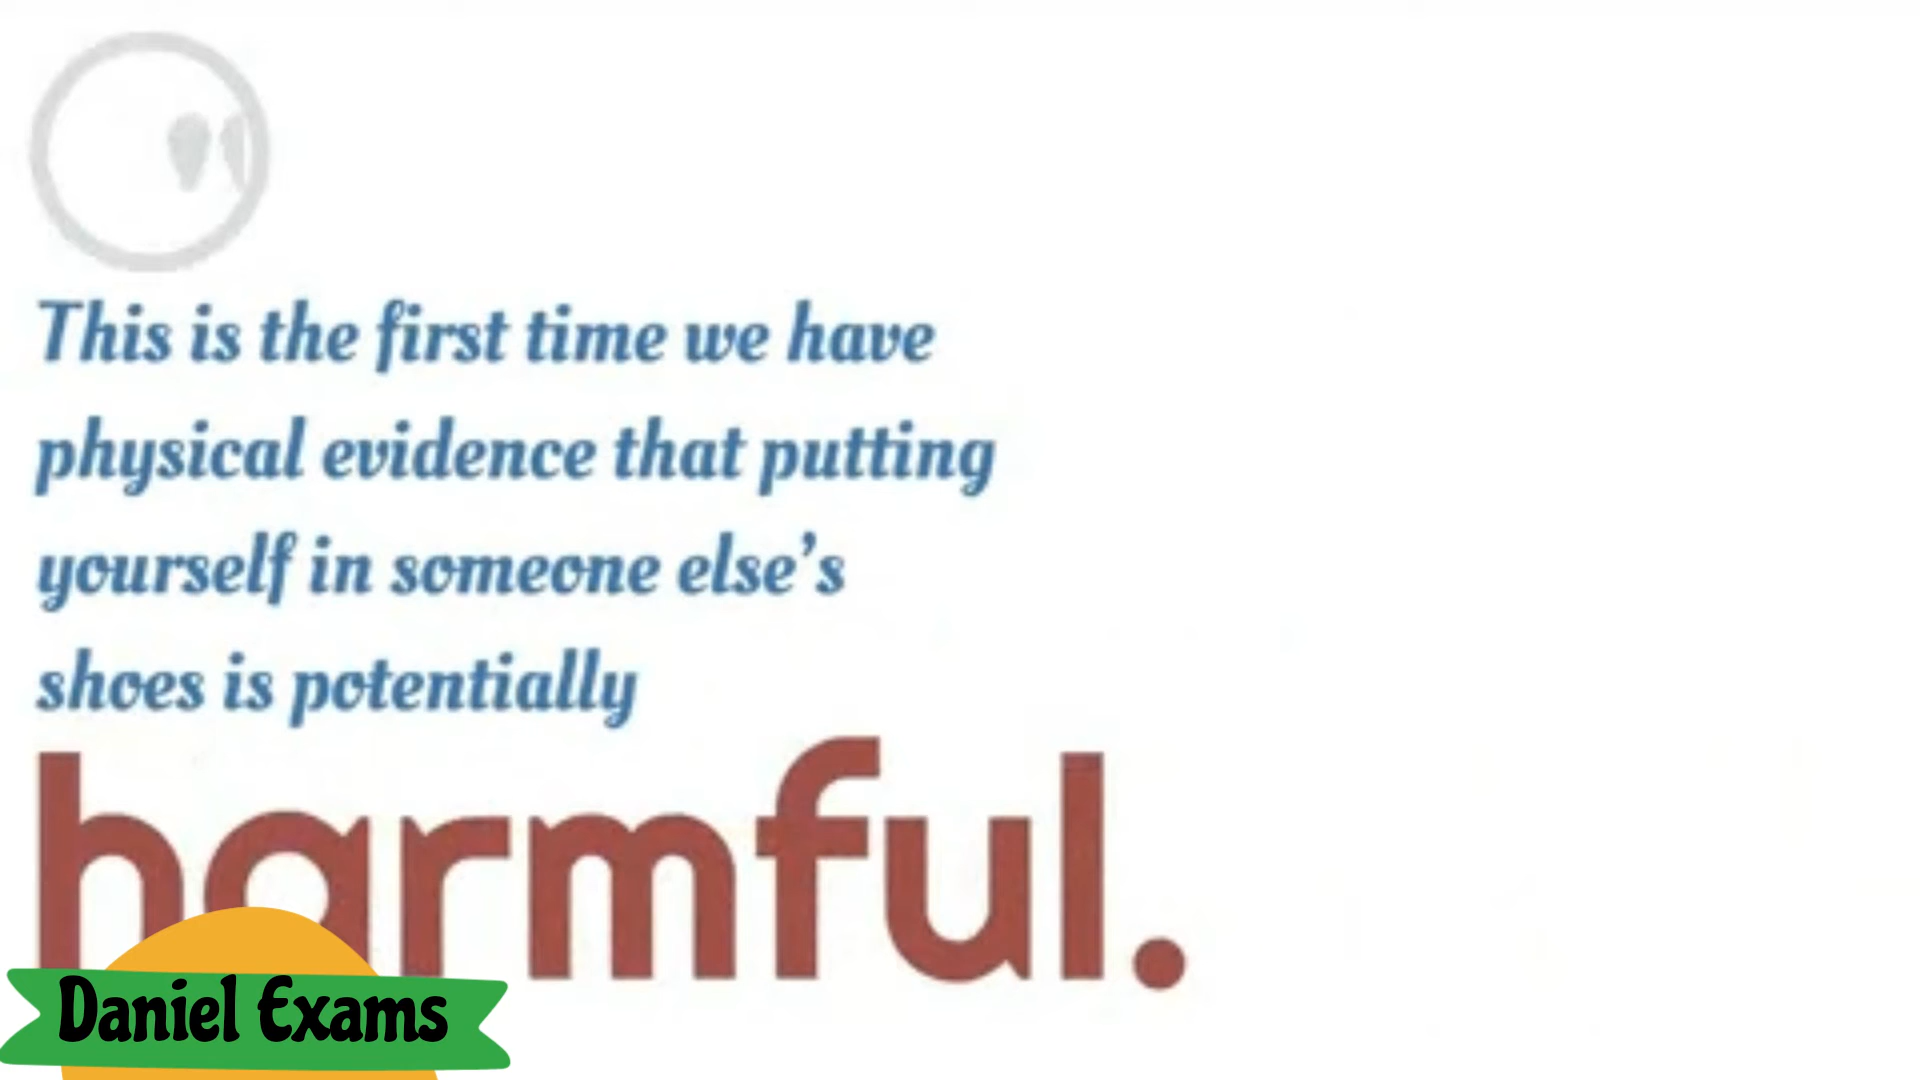 This is the first time we have
physical evidence that putting
yourself in someone else’s
shoes is potentially
harmful.
Daniel Exams